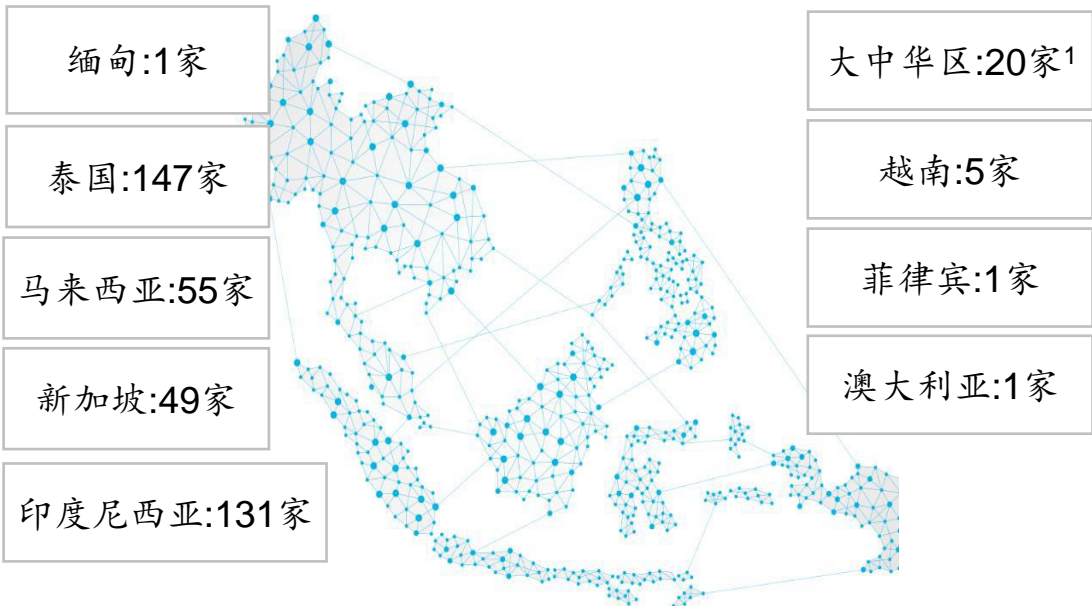 缅甸:1家
泰国:147家
马来西亚:55家
新加坡:49家
印度尼西亚:131家
大中华区:20家¹
越南:5家
菲律宾:1家
澳大利亚:1家